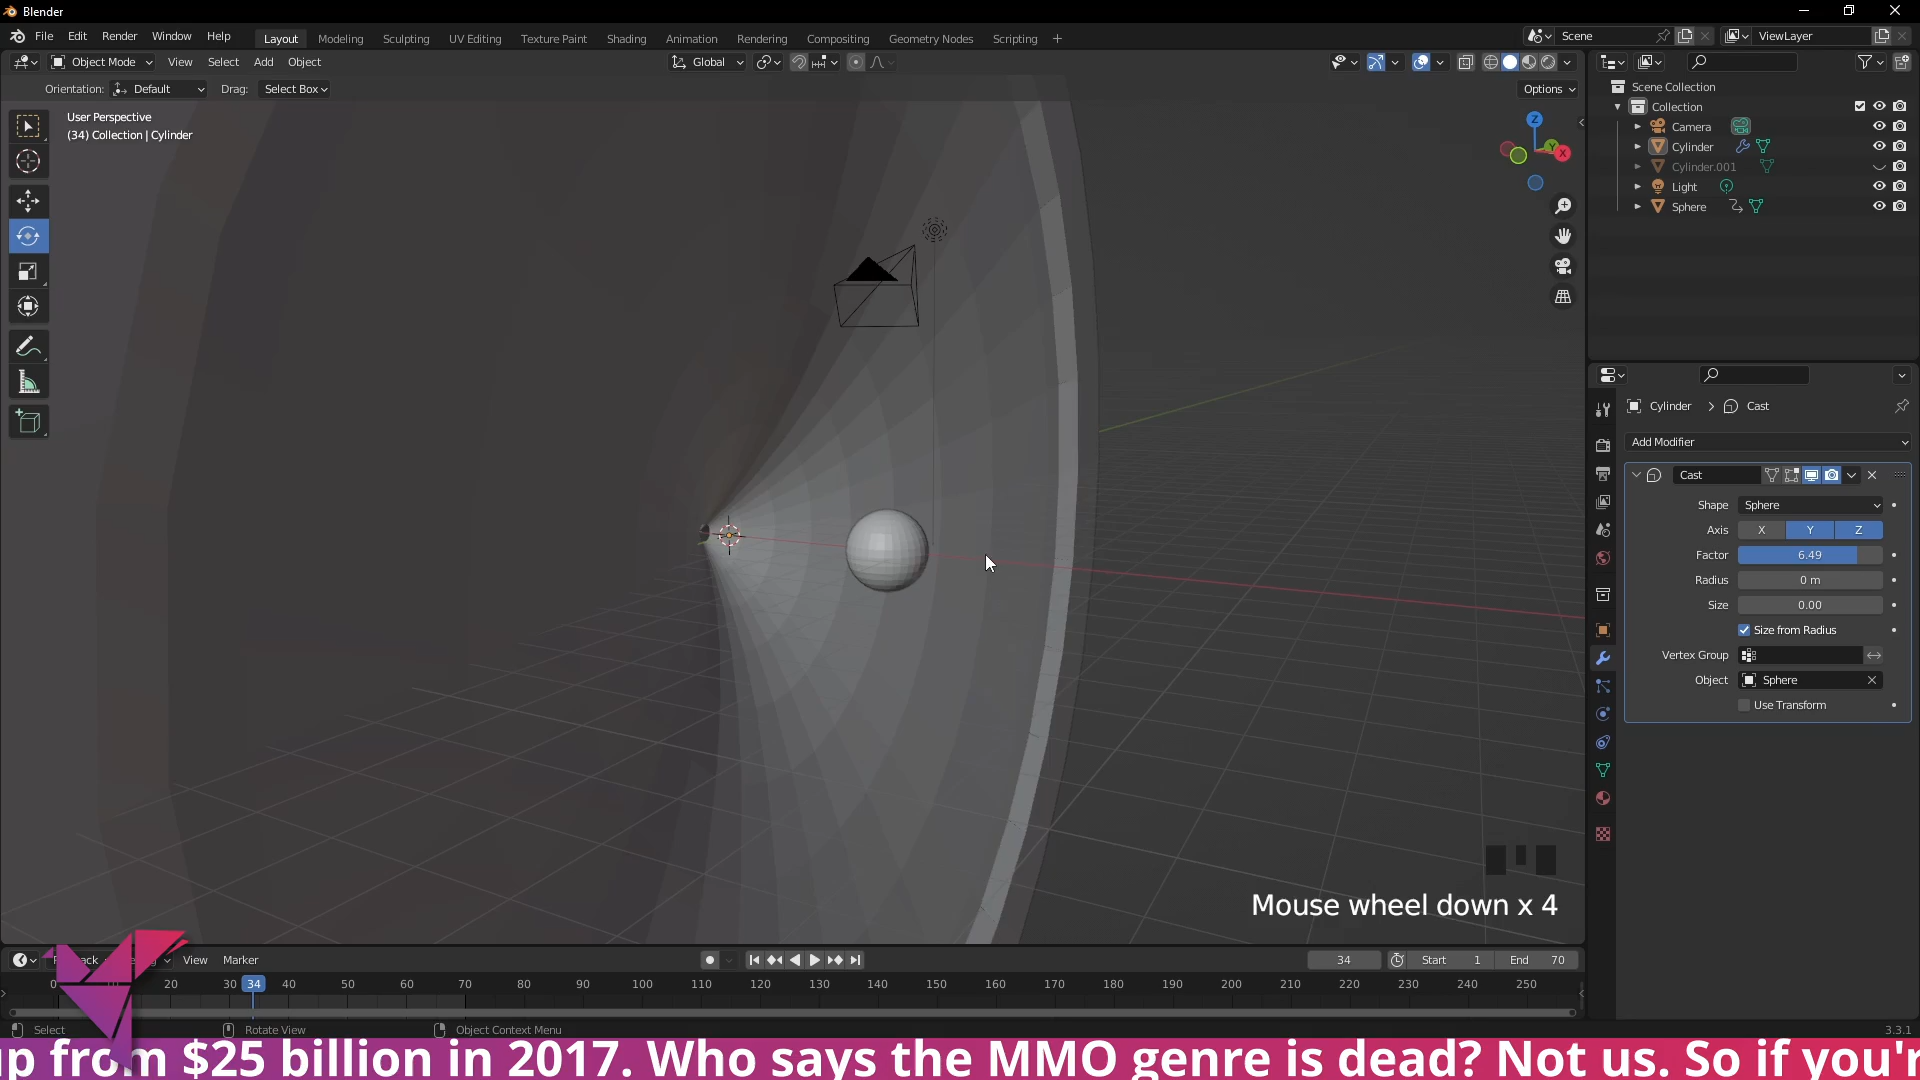 Blender
File Edit Render Window Help
Layout Modeling Sculpting UV Editing Texture Paint Shading Animation Rendering Compositing Geometry Nodes Scripting +
Scene
ViewLayer
Object Mode View Select Add Object
Global
Orientation: Default Drag: Select Box
Options
User Perspective
(34) Collection | Cylinder
Z
Y
X
Scene Collection
Collection
Camera
Cylinder
Cylinder.001
Light
Sphere
Cylinder > Cast
Add Modifier
Cast
Shape Sphere
Axis X Y Z
Factor 6.49
Radius 0 m
Size 0.00
Size from Radius
Vertex Group
Object Sphere
Use Transform
Mouse wheel down x 4
View Marker
34 Start 1 End 70
0 20 30 34 40 50 60 70 80 90 100 110 120 130 140 150 160 170 180 190 200 210 220 230 240 250
Select Rotate View Object Context Menu
3.3.1
up from $25 billion in 2017. Who says the MMO genre is dead? Not us. So if you'r